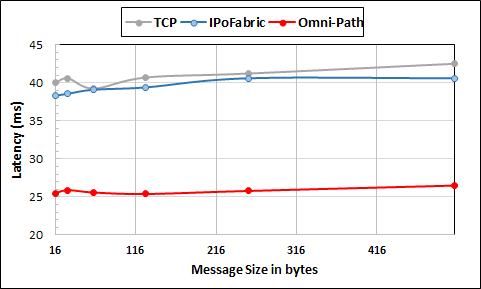 TCP IPoFabric Omni-Path
45
40
35
30
25
20
Latency (ms)
16 116 216 316 416
Message Size in bytes